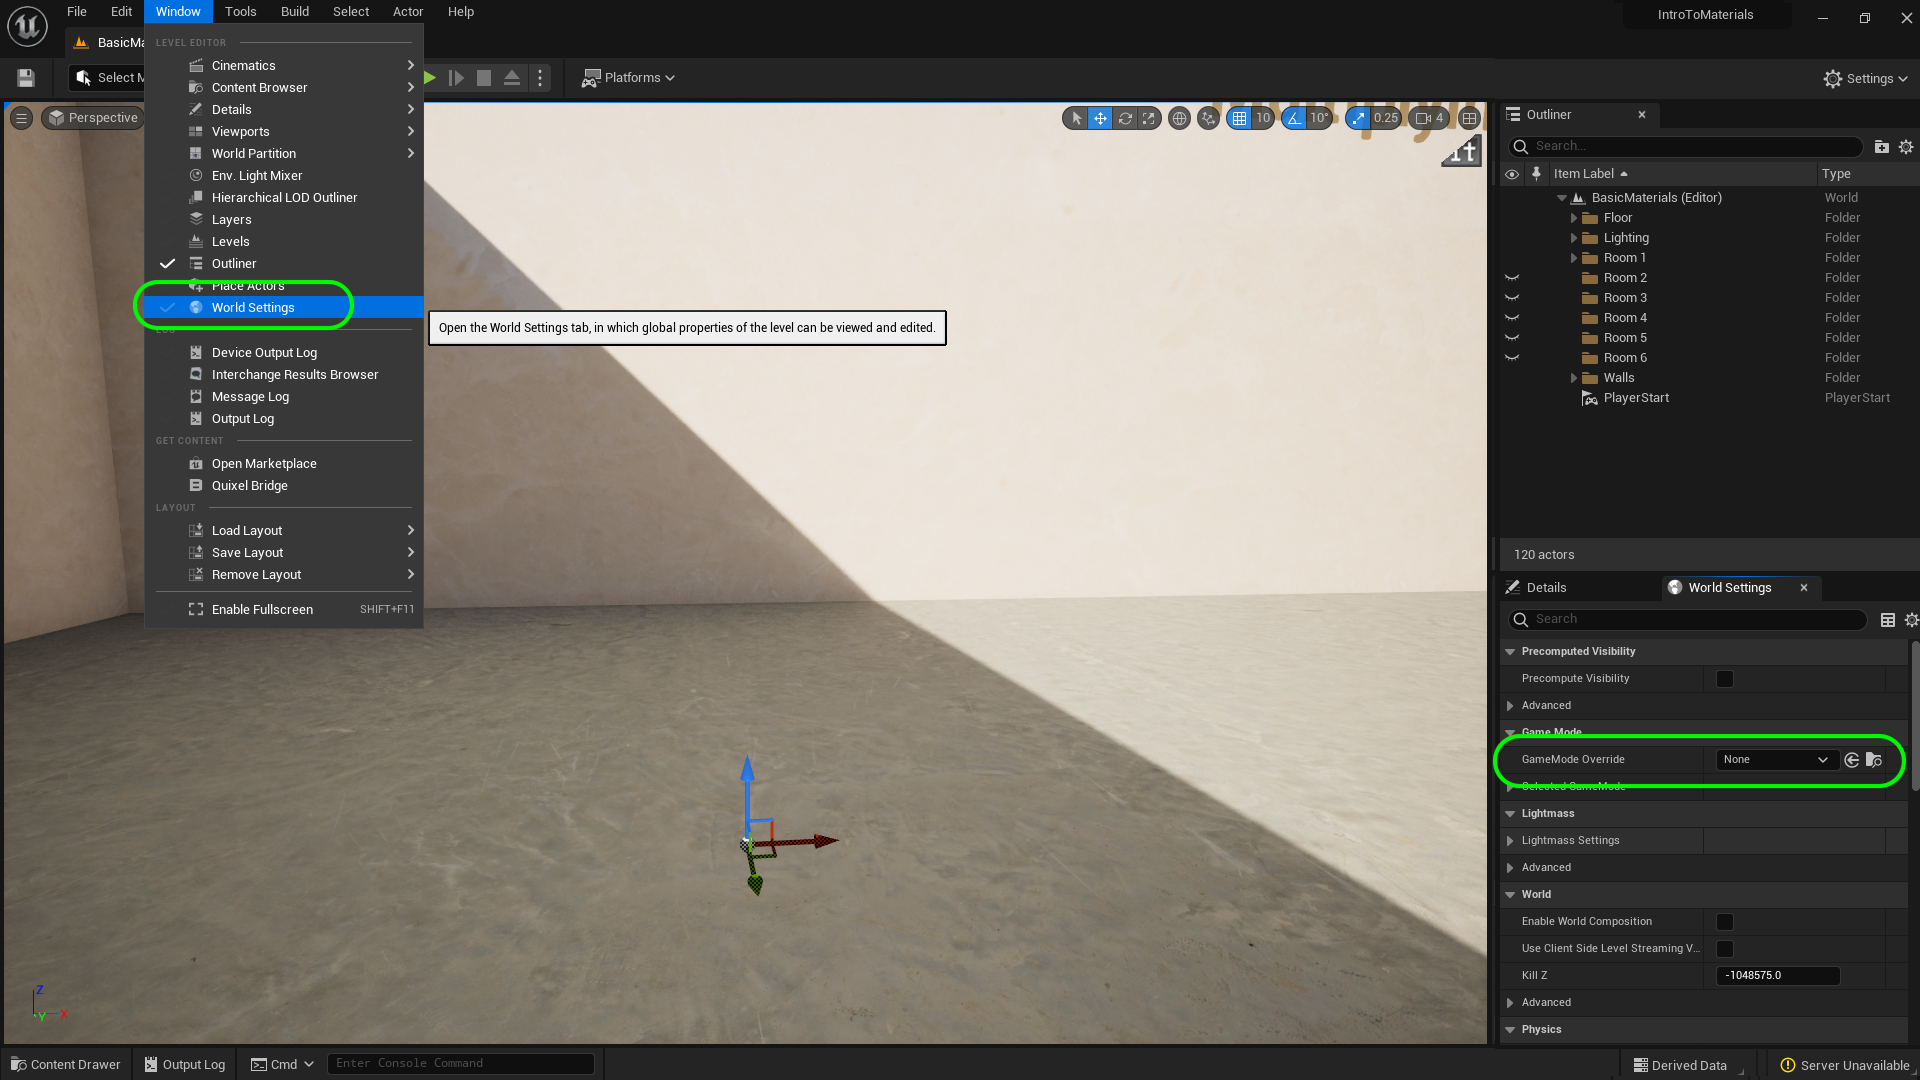 File Edit Window Tools Build Select Actor Help
IntroToMaterials
BasicMa
Select M
Platforms
Settings
LEVEL EDITOR
Cinematics
Content Browser
Details
Viewports
World Partition
Env. Light Mixer
Hierarchical LOD Outliner
Layers
Levels
Outliner
Place Actors
World Settings
LOG
Device Output Log
Interchange Results Browser
Message Log
Output Log
GET CONTENT
Open Marketplace
Quixel Bridge
LAYOUT
Load Layout
Save Layout
Remove Layout
Enable Fullscreen SHIFT+F11
Open the World Settings tab, in which global properties of the level can be viewed and edited.
Perspective
10 10° 0.25 4
1t
Z
Y X
Outliner
Search...
Item Label Type
BasicMaterials (Editor) World
Floor Folder
Lighting Folder
Room 1 Folder
Room 2 Folder
Room 3 Folder
Room 4 Folder
Room 5 Folder
Room 6 Folder
Walls Folder
PlayerStart PlayerStart
120 actors
Details World Settings
Search
Precomputed Visibility
Precompute Visibility
Advanced
Game Mode
GameMode Override None
Selected GameMode
Lightmass
Lightmass Settings
Advanced
World
Enable World Composition
Use Client Side Level Streaming V...
Kill Z -1048575.0
Advanced
Physics
Content Drawer Output Log Cmd Enter Console Command
Derived Data Server Unavailable